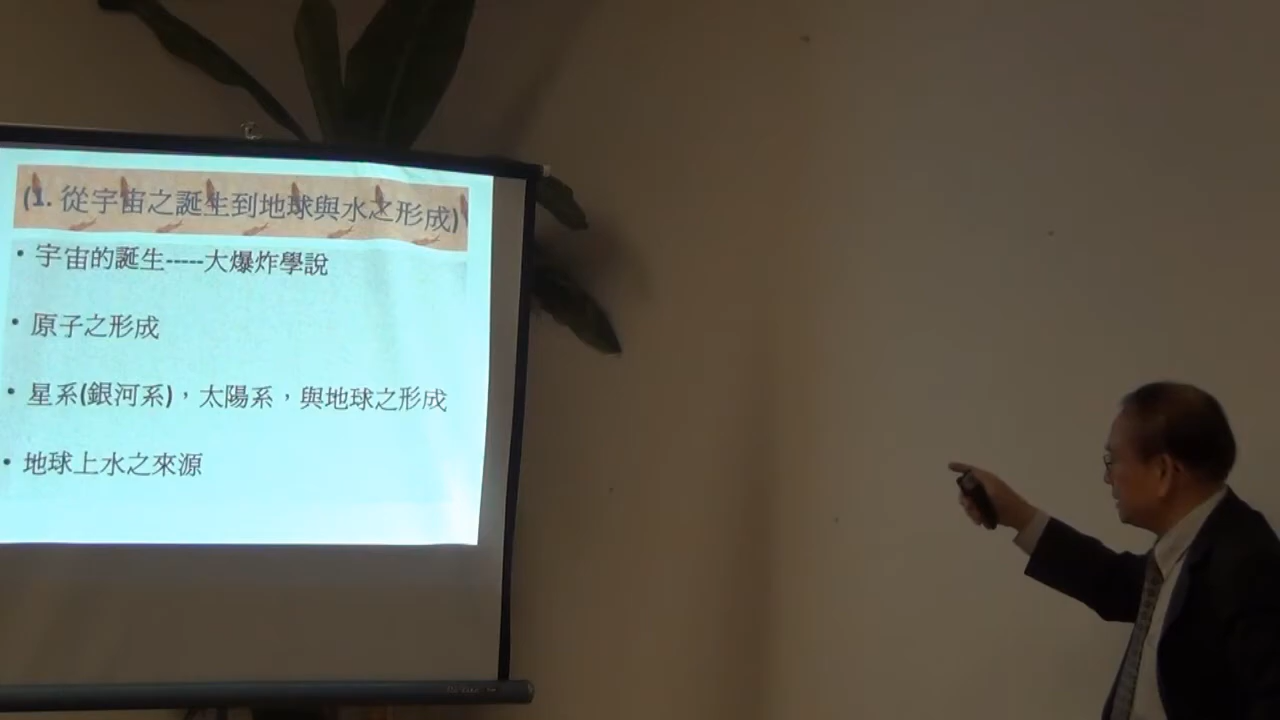 (1. 從宇宙之誕生到地球與水之形成)
• 宇宙的誕生-----大爆炸學說
• 原子之形成
• 星系(銀河系)，太陽系，與地球之形成
• 地球上水之來源